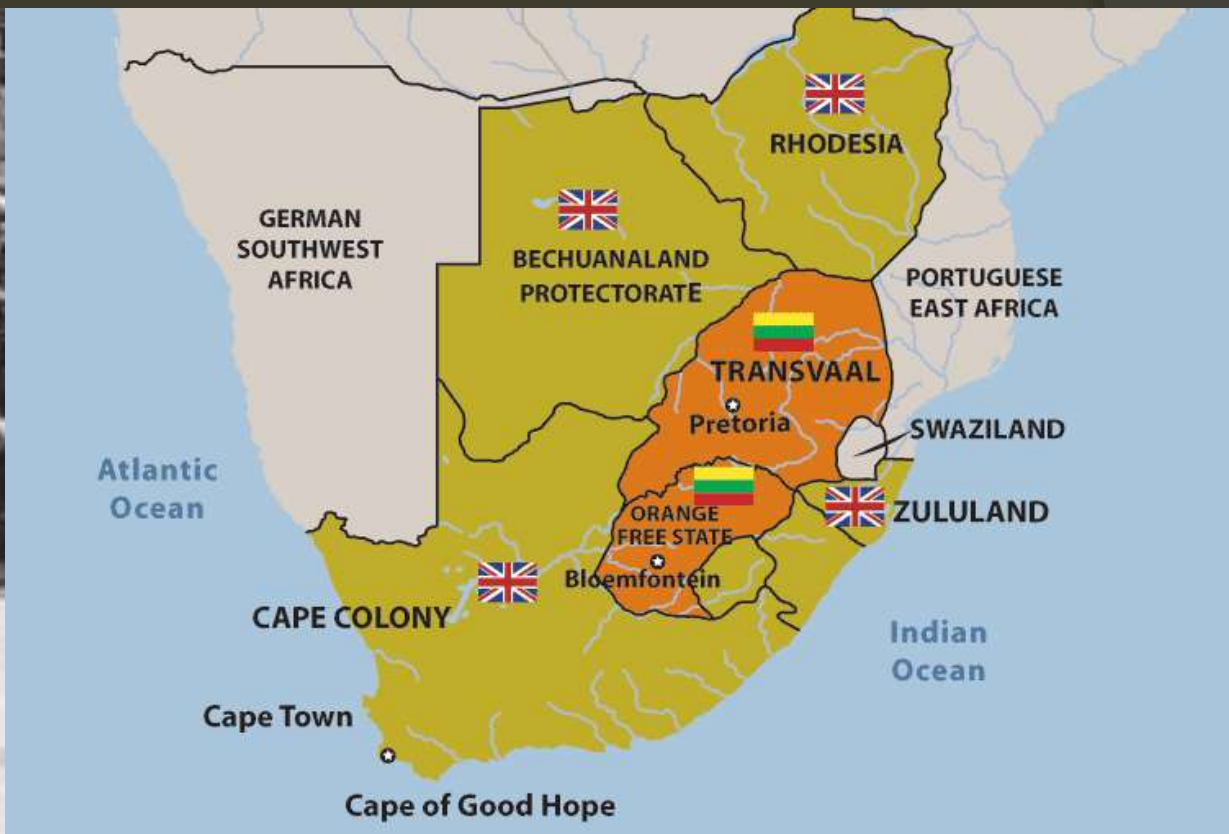 RHODESIA
GERMAN
SOUTHWEST
AFRICA
BECHUANALAND
PROTECTORATE
PORTUGUESE
EAST AFRICA
TRANSVAAL
Pretoria
SWAZILAND
Atlantic
Ocean
ORANGE
FREE STATE
ZULULAND
Bloemfontein
CAPE COLONY
Indian
Ocean
Cape Town
Cape of Good Hope